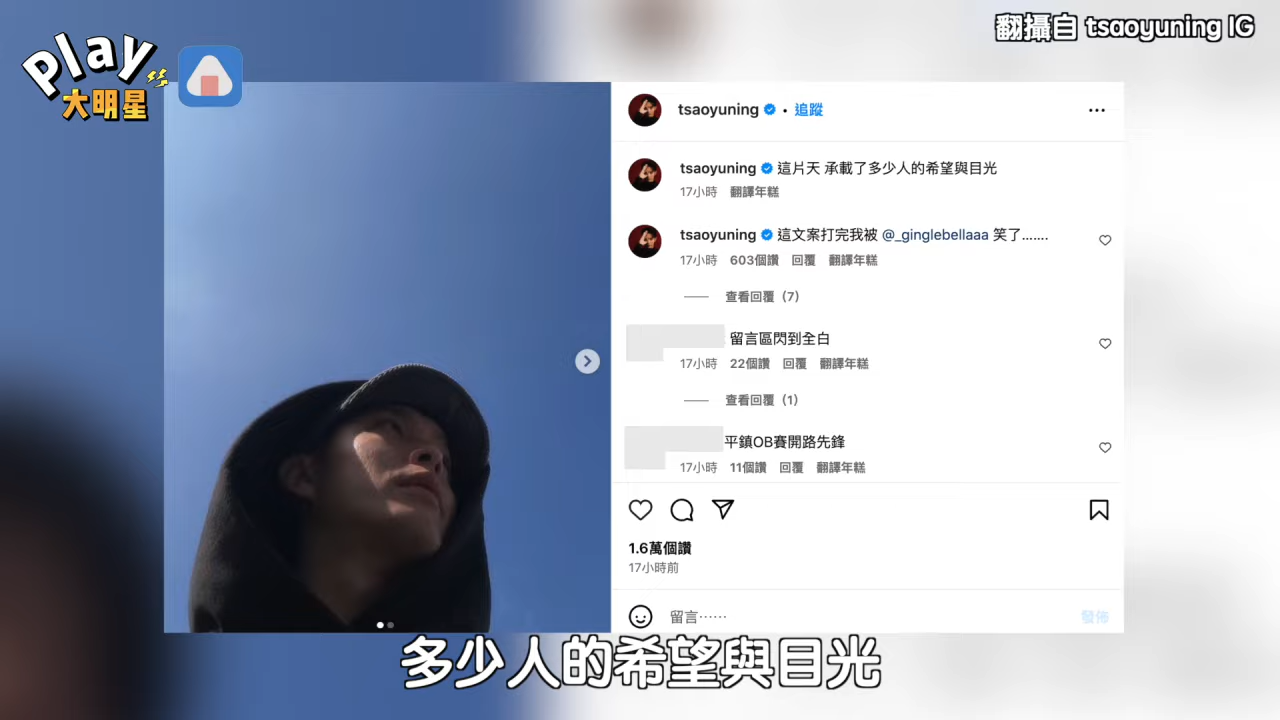 翻攝自 tsaoyuning IG
Play
大明星
tsaoyuning • 追蹤
tsaoyuning 這片天 承載了多少人的希望與目光
17小時 翻譯年糕
tsaoyuning 這文案打完我被 @_ginglebellaaa 笑了.......
17小時 603個讚 回覆 翻譯年糕
查看回覆（7）
留言區閃到全白
17小時 22個讚 回覆 翻譯年糕
查看回覆（1）
平鎮OB賽開路先鋒
17小時 11個讚 回覆 翻譯年糕
1.6萬個讚
17小時前
留言⋯⋯
發佈
多少人的希望與目光